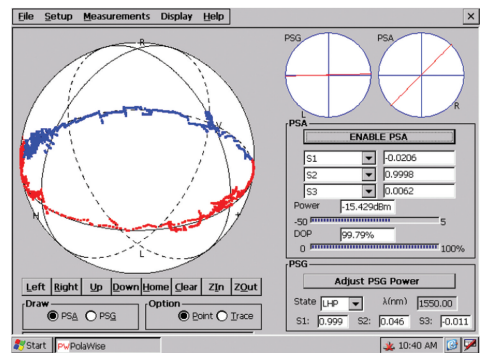 File Setup Measurements Display Help ×
PSG PSA
R
V
H
+
L
L
R
PSA
ENABLE PSA
S1 -0.0206
S2 0.9998
S3 0.0062
Power -15.429dBm
-50 5
DOP 99.79%
0 100%
Left Right Up Down Home Clear ZIn ZOut
Draw
PSA PSG
Option
Point Trace
PSG
Adjust PSG Power
State LHP λ(nm) 1550.00
S1: 0.999 S2: 0.046 S3: -0.011
Start PW PolaWise 10:40 AM